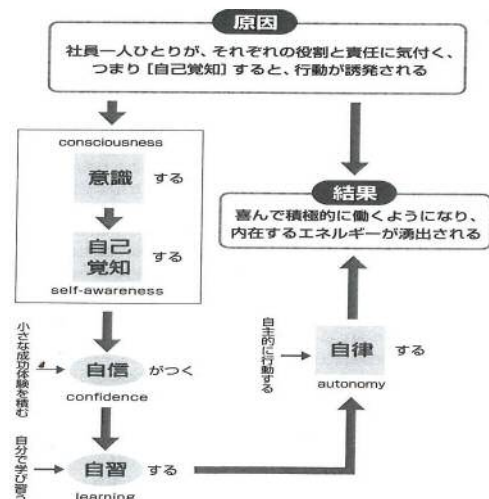 原因
社員一人ひとりが、それぞれの役割と責任に気付く、
つまり［自己覚知］すると、行動が誘発される
consciousness
意識 する
自己
覚知 する
self-awareness
小さな成功体験を積む
自信 がつく
confidence
自分で学び習う
自習 する
learning
結果
喜んで積極的に働くようになり、
内在するエネルギーが湧出される
自主的に行動する
自律 する
autonomy